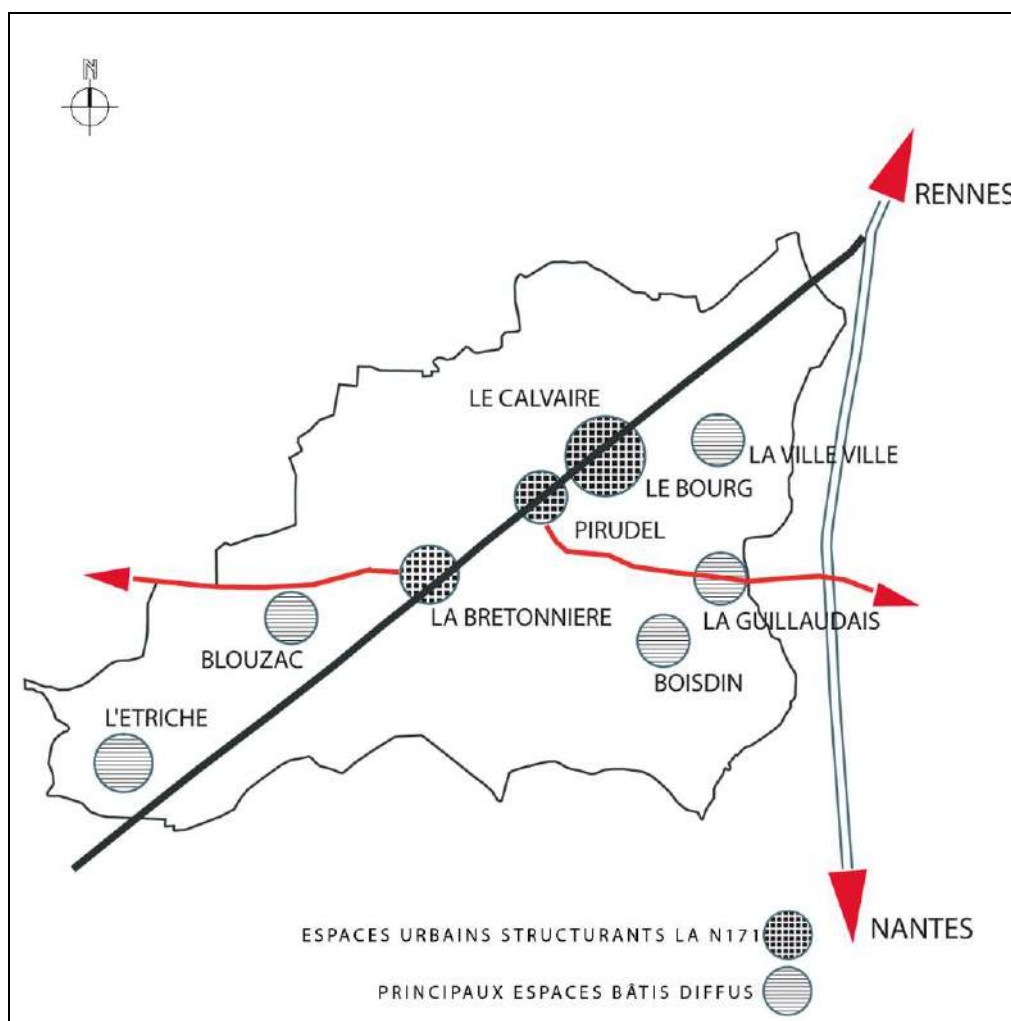 N
RENNES
LE CALVAIRE
LA VILLE VILLE
LE BOURG
PIRUDEL
LA BRETONNIERE
LA GUILLAUDAIS
BLOUZAC
BOISDIN
L'ETRICHE
NANTES
ESPACES URBAINS STRUCTURANTS LA N171
PRINCIPAUX ESPACES BÂTIS DIFFUS